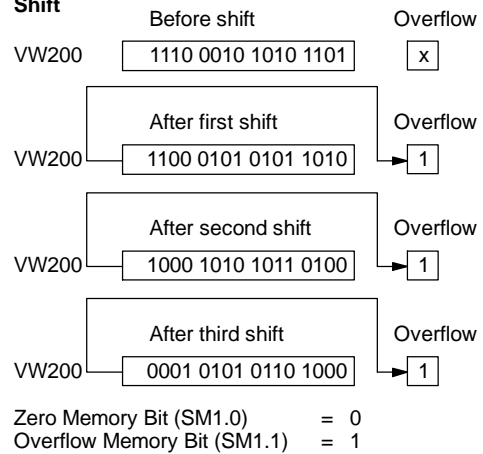 Shift
Before shift Overflow
VW200 1110 0010 1010 1101 x
After first shift Overflow
VW200 1100 0101 0101 1010 1
After second shift Overflow
VW200 1000 1010 1011 0100 1
After third shift Overflow
VW200 0001 0101 0110 1000 1
Zero Memory Bit (SM1.0) = 0
Overflow Memory Bit (SM1.1) = 1